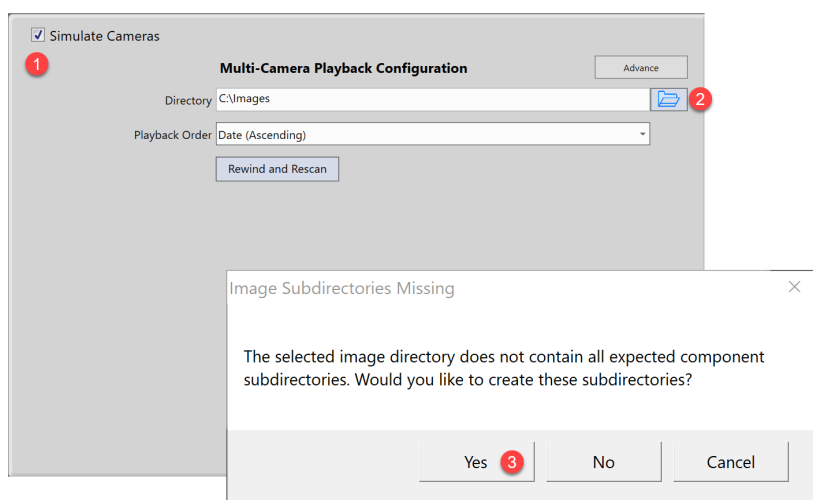 Simulate Cameras
1
Multi-Camera Playback Configuration
Advance
Directory C:\Images
2
Playback Order Date (Ascending)
Rewind and Rescan
Image Subdirectories Missing
The selected image directory does not contain all expected component
subdirectories. Would you like to create these subdirectories?
Yes 3 No Cancel